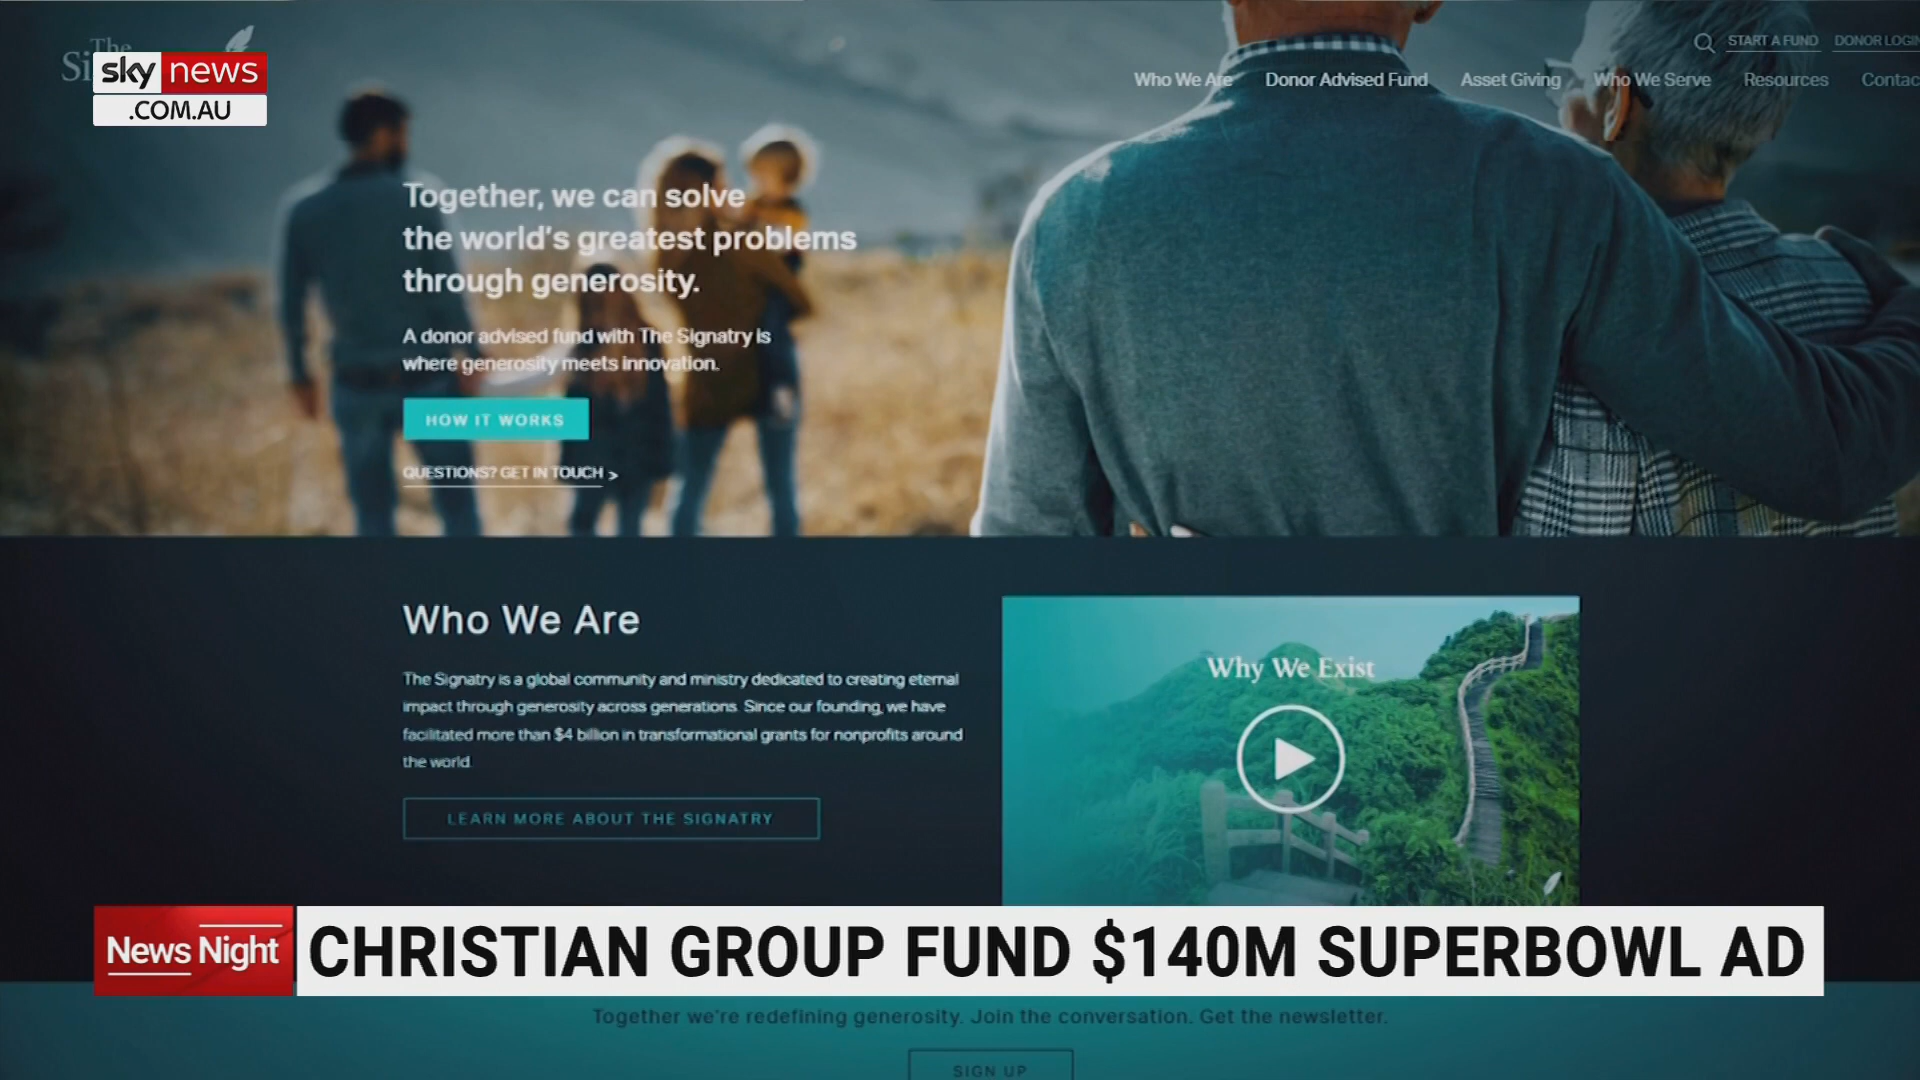 The
Si
sky news
.COM.AU
START A FUND
DONOR LOGIN
Who We Are
Donor Advised Fund
Asset Giving
Who We Serve
Resources
Contac
Together, we can solve
the world's greatest problems
through generosity.
A donor advised fund with The Signatry is
where generosity meets innovation.
HOW IT WORKS
QUESTIONS? GET IN TOUCH >
Who We Are
The Signatry is a global community and ministry dedicated to creating eternal
impact through generosity across generations. Since our founding, we have
facilitated more than $4 billion in transformational grants for nonprofits around
the world.
LEARN MORE ABOUT THE SIGNATRY
Why We Exist
News Night
CHRISTIAN GROUP FUND $140M SUPERBOWL AD
Together we're redefining generosity. Join the conversation. Get the newsletter.
SIGN UP